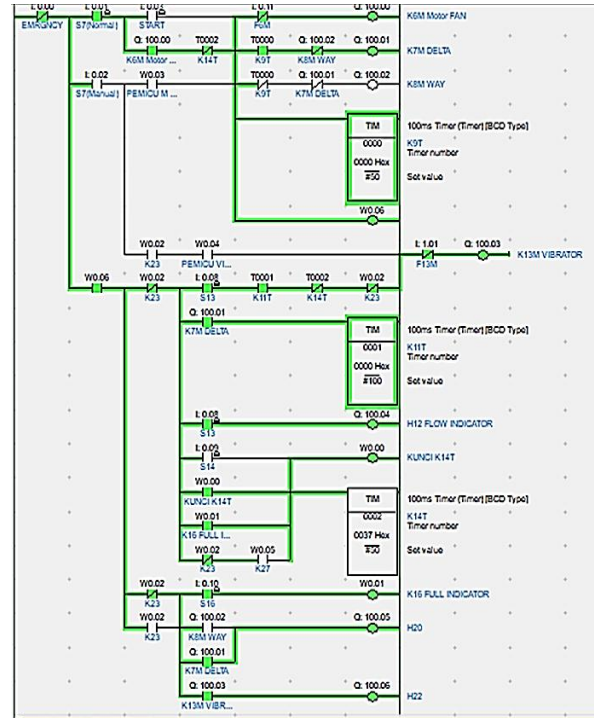 I: 0.00 I: 0.01 I: 0.03 I: 0.11 Q: 100.00 K6M Motor FAN
EMRGNCY S7(Normal) START F6M
Q: 100.00 T0002 T0000 Q: 100.02 Q: 100.01 K7M DELTA
K6M Motor ... K14T K9T K8M WAY
I: 0.02 W0.03 T0000 Q: 100.01 Q: 100.02 K8M WAY
S7(Manual) PEMICU M ... K9T K7M DELTA
TIM 100ms Timer (Timer) [BCD Type]
0000 K9T
Timer number
0000 Hex
#50 Set value
W0.06
W0.02 W0.04 I: 1.01 Q: 100.03 K13M VIBRATOR
K23 PEMICU VI... F13M
W0.06 W0.02 I: 0.08 T0001 T0002 W0.02
K23 S13 K11T K14T K23
Q: 100.01
K7M DELTA
TIM 100ms Timer (Timer) [BCD Type]
0001 K11T
Timer number
0000 Hex
#100 Set value
I: 0.08 Q: 100.04 H12 FLOW INDICATOR
S13
I: 0.09 W0.00 KUNCI K14T
S14
W0.00
KUNCI K14T
TIM 100ms Timer (Timer) [BCD Type]
W0.01 0002 K14T
K16 FULL I... Timer number
0037 Hex
W0.02 W0.05 #50 Set value
K23 K27
W0.02 I: 0.10 W0.01 K16 FULL INDICATOR
K23 S16
W0.02 Q: 100.02 Q: 100.05 H20
K23 K8M WAY
Q: 100.01
K7M DELTA
Q: 100.03 Q: 100.06 H22
K13M VIBR...